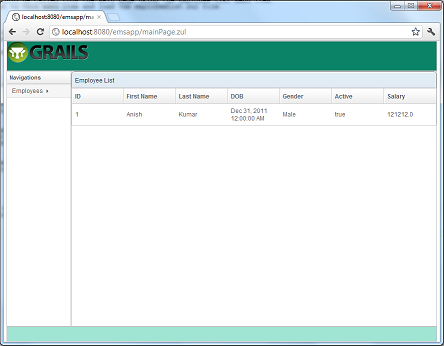 localhost:8080/emsapp/ma
localhost:8080/emsapp/mainPage.zul
GRAILS
Navigations
Employees
Employee List
ID First Name Last Name DOB Gender Active Salary
1 Anish Kumar Dec 31, 2011 12:00:00 AM Male true 121212.0